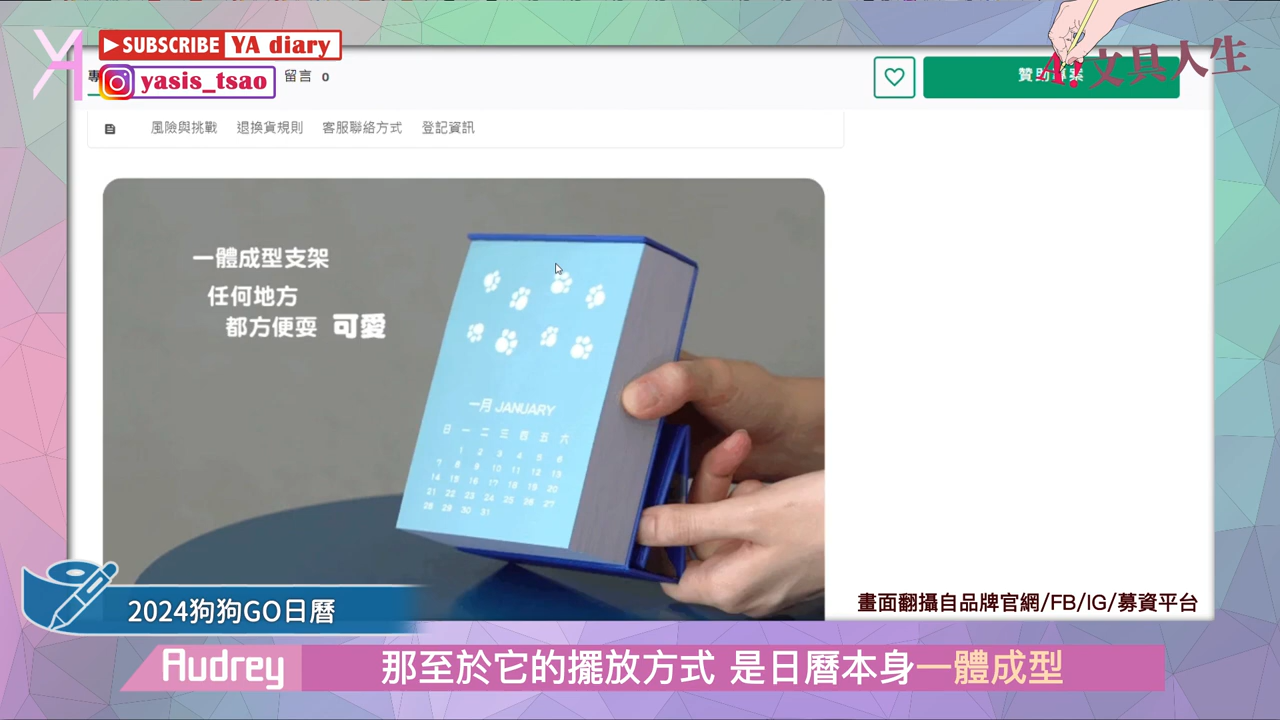 YA
SUBSCRIBE YA diary
yasis_tsao
專
留言 0
A!文具人生
風險與挑戰 退換貨規則 客服聯絡方式 登記資訊
一體成型支架
任何地方
都方便耍 可愛
一月 JANUARY
日 一 二 三 四 五 六
1 2 3 4 5 6
7 8 9 10 11 12 13
14 15 16 17 18 19 20
21 22 23 24 25 26 27
28 29 30 31
2024狗狗GO日曆
畫面翻攝自品牌官網/FB/IG/募資平台
Audrey
那至於它的擺放方式 是日曆本身一體成型